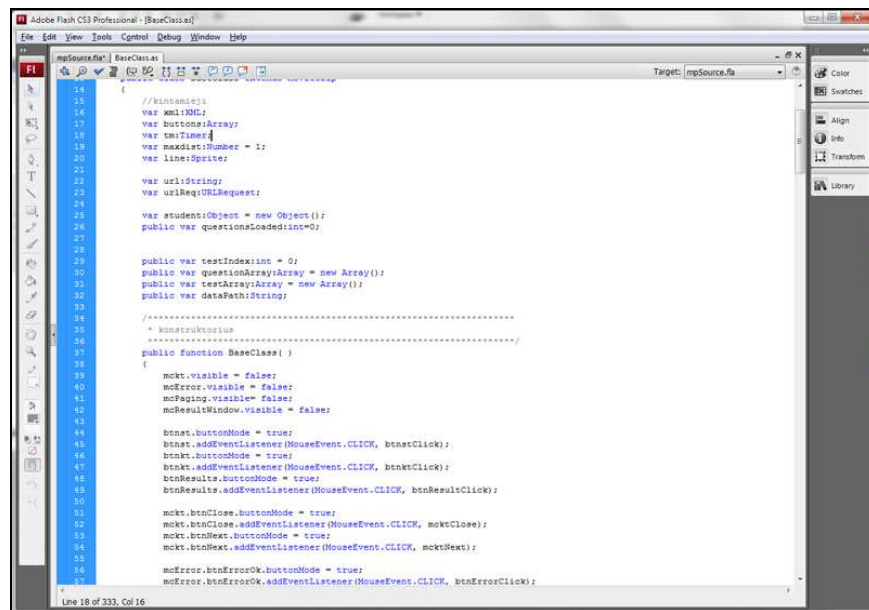 Adobe Flash CS3 Professional - [BaseClass.as]
File Edit View Tools Control Debug Window Help
mpSource.fla* BaseClass.as
Target: mpSource.fla
14 {
15 //kintamieji
16 var xml:XML;
17 var buttons:Array;
18 var tm:Timer;
19 var maxdist:Number = 1;
20 var line:Sprite;
21
22 var url:String;
23 var urlReq:URLRequest;
24
25 var student:Object = new Object();
26 public var questionsLoaded:int=0;
27
28
29 public var testIndex:int = 0;
30 public var questionArray:Array = new Array();
31 public var testArray:Array = new Array();
32 public var dataPath:String;
33
34 /***********************************************************************
35 * konstruktorius
36 ***********************************************************************/
37 public function BaseClass( )
38 {
39 mckt.visible = false;
40 mcError.visible = false;
41 mcPaging.visible= false;
42 mcResultWindow.visible = false;
43
44 btnst.buttonMode = true;
45 btnst.addEventListener(MouseEvent.CLICK, btnstClick);
46 btnkt.buttonMode = true;
47 btnkt.addEventListener(MouseEvent.CLICK, btnktClick);
48 btnResults.buttonMode = true;
49 btnResults.addEventListener(MouseEvent.CLICK, btnResultClick);
50
51 mckt.btnClose.buttonMode = true;
52 mckt.btnClose.addEventListener(MouseEvent.CLICK, mcktClose);
53 mckt.btnNext.buttonMode = true;
54 mckt.btnNext.addEventListener(MouseEvent.CLICK, mcktNext);
55
56 mcError.btnErrorOk.buttonMode = true;
57 mcError.btnErrorOk.addEventListener(MouseEvent.CLICK, btnErrorClick);
Line 18 of 333, Col 16
Fl
Color
Swatches
Align
Info
Transform
Library